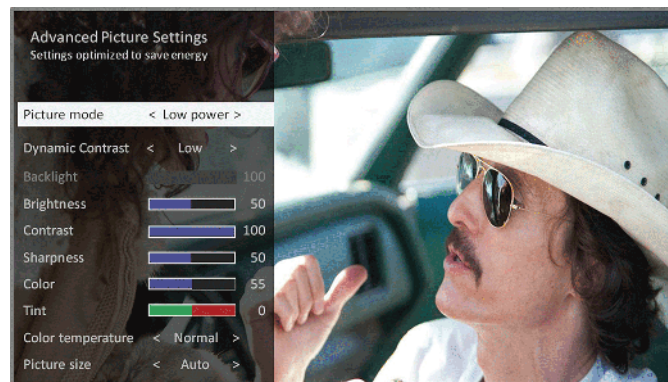 Advanced Picture Settings
Settings optimized to save energy
Picture mode < Low power >
Dynamic Contrast < Low >
Backlight 100
Brightness 50
Contrast 100
Sharpness 50
Color 55
Tint 0
Color temperature < Normal >
Picture size < Auto >